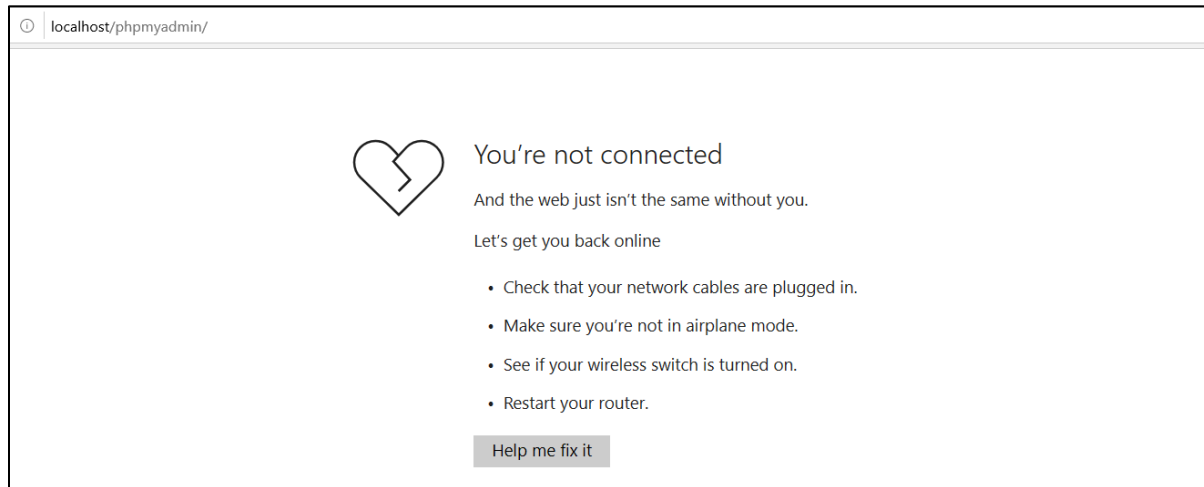 localhost/phpmyadmin/
You're not connected
And the web just isn't the same without you.
Let's get you back online
• Check that your network cables are plugged in.
• Make sure you're not in airplane mode.
• See if your wireless switch is turned on.
• Restart your router.
Help me fix it